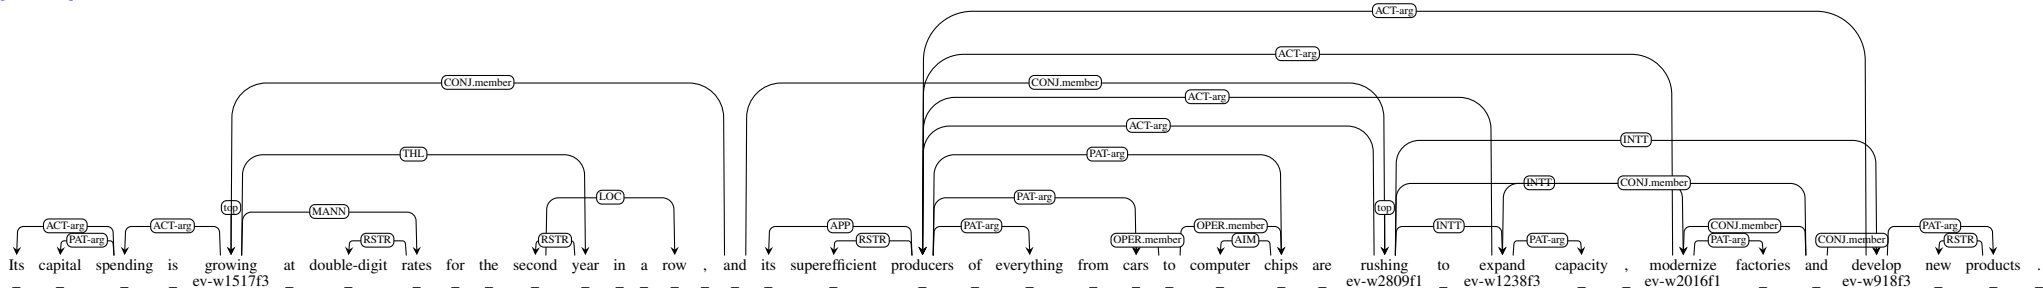 ACT-arg
ACT-arg
CONJ.member CONJ.member
ACT-arg
ACT-arg
INTT
THL PAT-arg
INTT CONJ.member
LOC PAT-arg
top MANN top
ACT-arg ACT-arg APP PAT-arg OPER.member INTT CONJ.member PAT-arg
PAT-arg RSTR RSTR RSTR OPER.member AIM PAT-arg PAT-arg CONJ.member RSTR
Its capital spending is growing at double-digit rates for the second year in a row , and its superefficient producers of everything from cars to computer chips are rushing to expand capacity , modernize factories and develop new products .
_ _ _ _ ev-w1517f3 _ _ _ _ _ _ _ _ _ _ _ _ _ _ _ _ _ _ _ _ _ _ _ ev-w2809f1 _ ev-w1238f3 _ _ ev-w2016f1 _ _ ev-w918f3 _ _ _